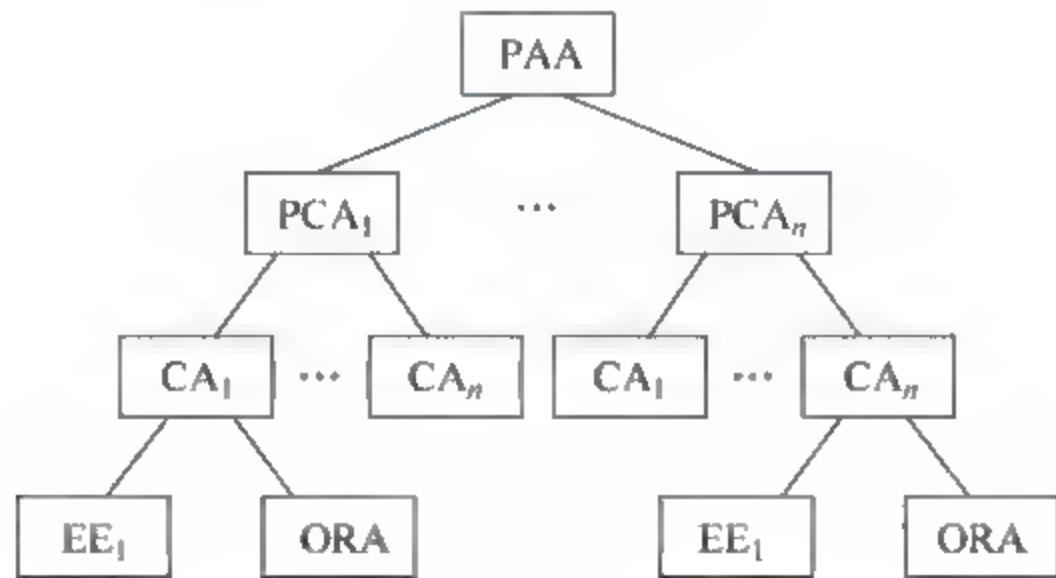 PAA
PCA₁ ... PCAₙ
CA₁ ... CAₙ CA₁ ... CAₙ
EE₁ ORA EE₁ ORA